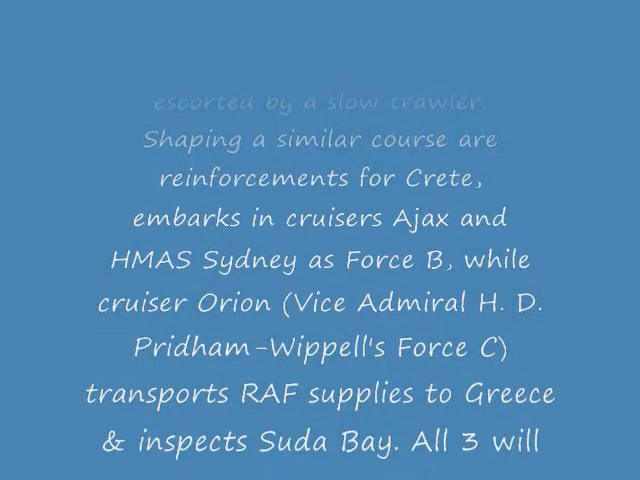 escorted by a slow trawler.
Shaping a similar course are
reinforcements for Crete,
embarks in cruisers Ajax and
HMAS Sydney as Force B, while
cruiser Orion (Vice Admiral H. D.
Pridham-Wippell's Force C)
transports RAF supplies to Greece
& inspects Suda Bay. All 3 will